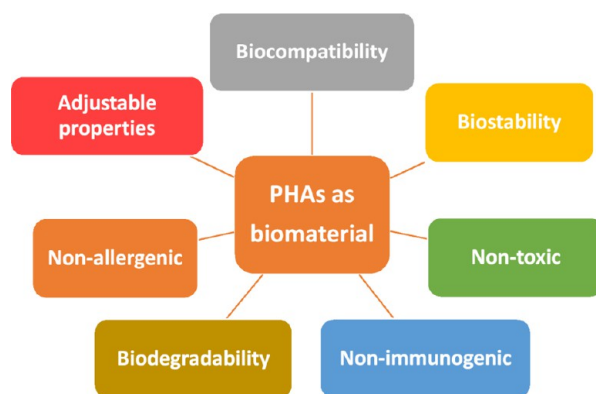 Biocompatibility
Adjustable
properties
Biostability
PHAs as
biomaterial
Non-allergenic
Non-toxic
Biodegradability
Non-immunogenic